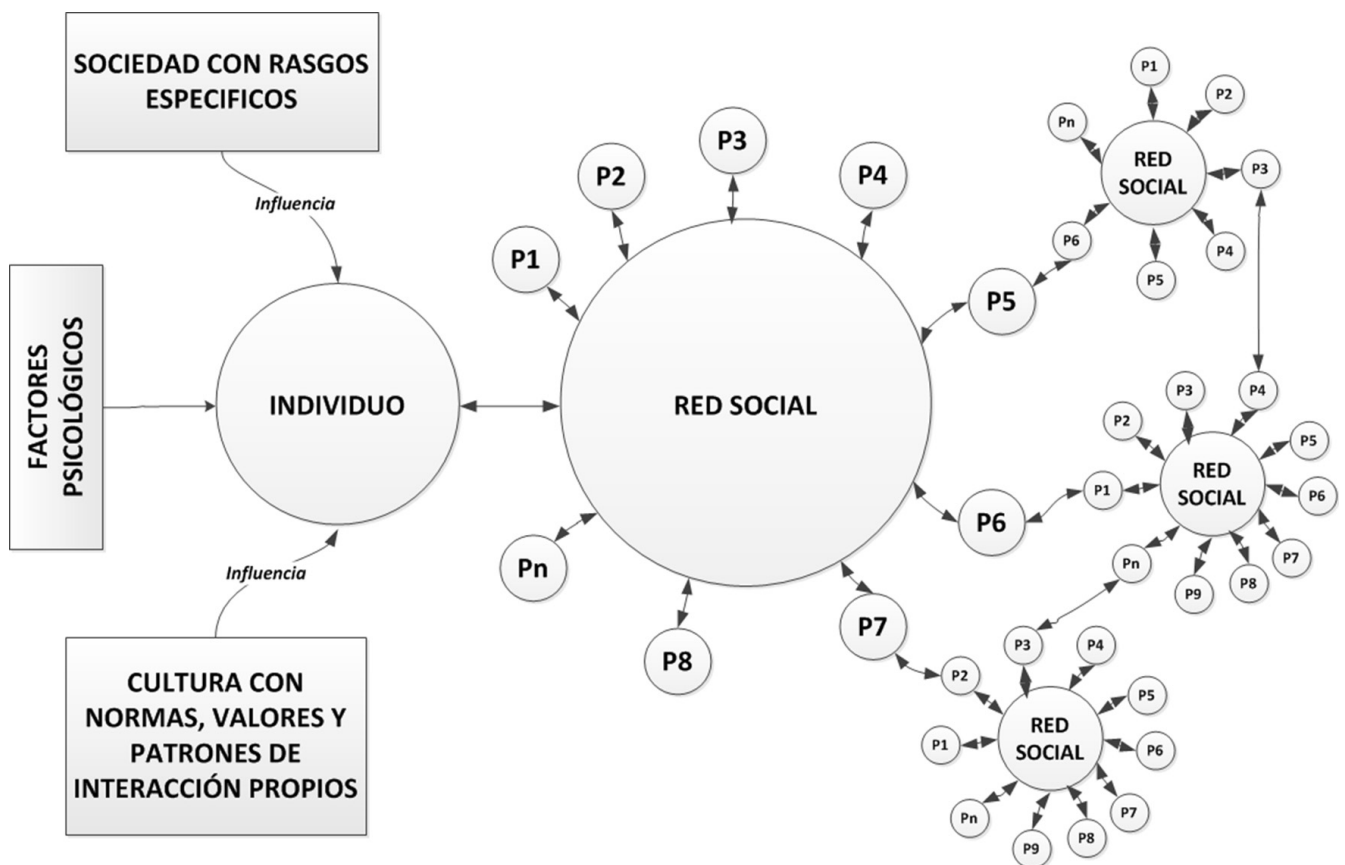 SOCIEDAD CON RASGOS
ESPECIFICOS
Influencia
FACTORES
PSICOLÓGICOS
INDIVIDUO
Influencia
CULTURA CON
NORMAS, VALORES Y
PATRONES DE
INTERACCIÓN PROPIOS
RED SOCIAL
P1
P2
P3
P4
P5
P6
P7
P8
Pn
RED
SOCIAL
P1
P2
P3
P4
P5
P6
Pn
RED
SOCIAL
P1
P2
P3
P4
P5
P6
P7
P8
P9
Pn
RED
SOCIAL
P1
P2
P3
P4
P5
P6
P7
P8
P9
Pn